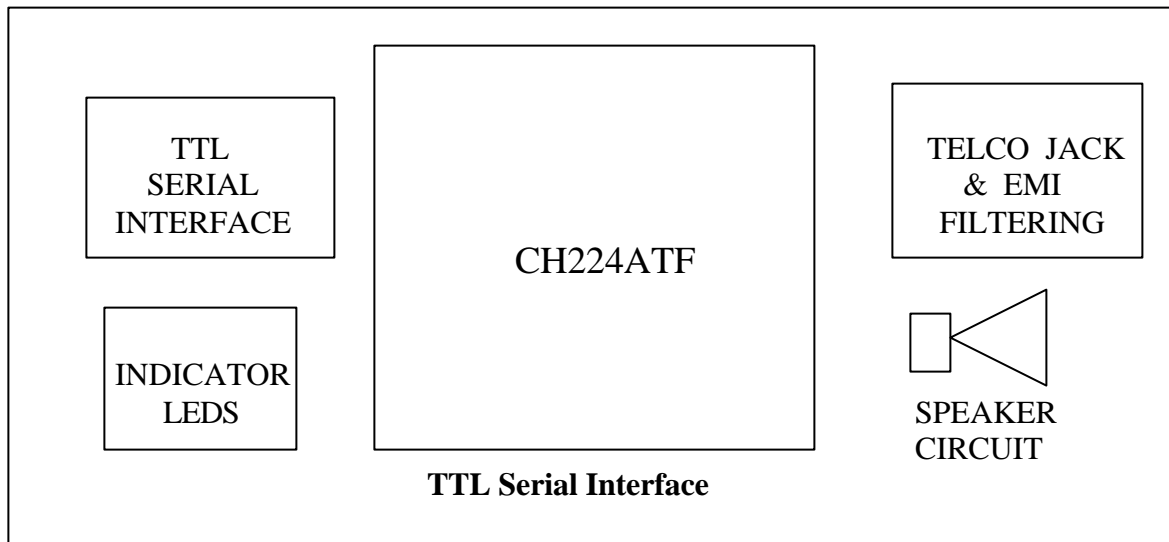 TTL
SERIAL
INTERFACE
INDICATOR
LEDS
CH224ATF
TELCO JACK
& EMI
FILTERING
SPEAKER
CIRCUIT
TTL Serial Interface